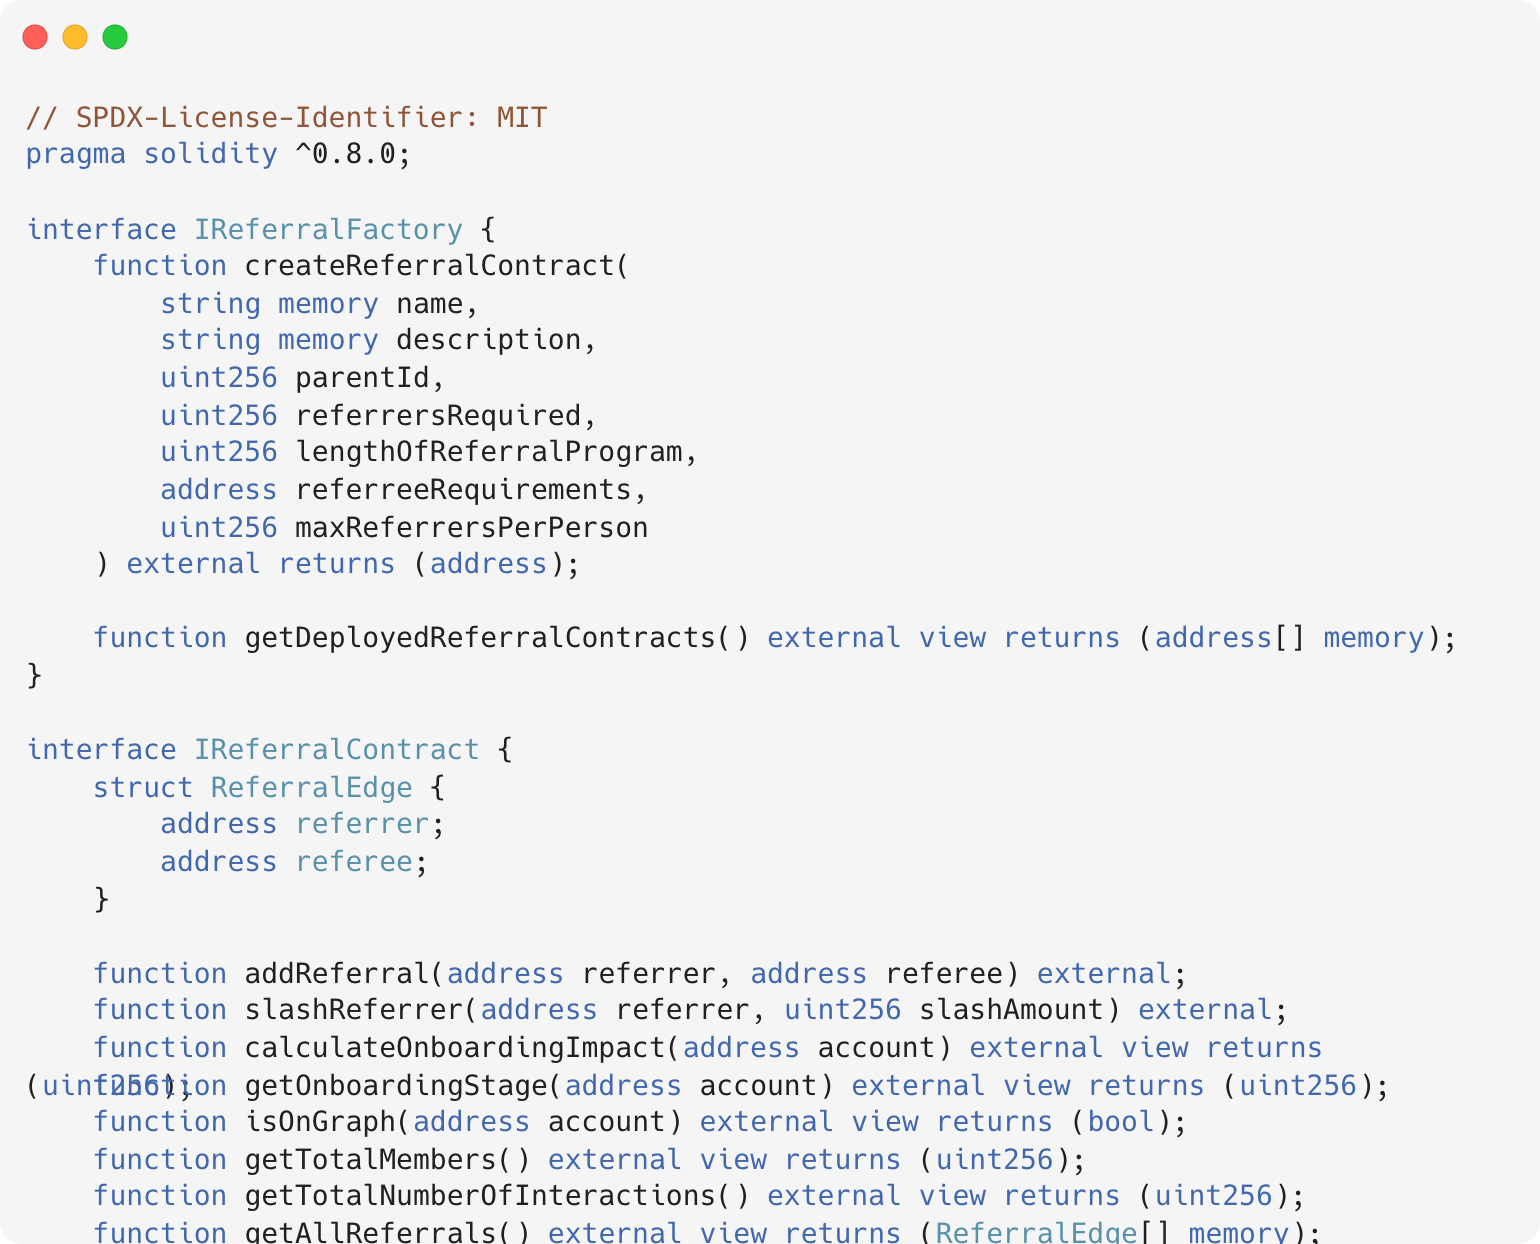 // SPDX-License-Identifier: MIT
pragma solidity ^0.8.0;

interface IReferralFactory {
    function createReferralContract(
        string memory name,
        string memory description,
        uint256 parentId,
        uint256 referrersRequired,
        uint256 lengthOfReferralProgram,
        address referreeRequirements,
        uint256 maxReferrersPerPerson
    ) external returns (address);

    function getDeployedReferralContracts() external view returns (address[] memory);
}

interface IReferralContract {
    struct ReferralEdge {
        address referrer;
        address referee;
    }

    function addReferral(address referrer, address referee) external;
    function slashReferrer(address referrer, uint256 slashAmount) external;
    function calculateOnboardingImpact(address account) external view returns
(uint256);
    function getOnboardingStage(address account) external view returns (uint256);
    function isOnGraph(address account) external view returns (bool);
    function getTotalMembers() external view returns (uint256);
    function getTotalNumberOfInteractions() external view returns (uint256);
    function getAllReferrals() external view returns (ReferralEdge[] memory);